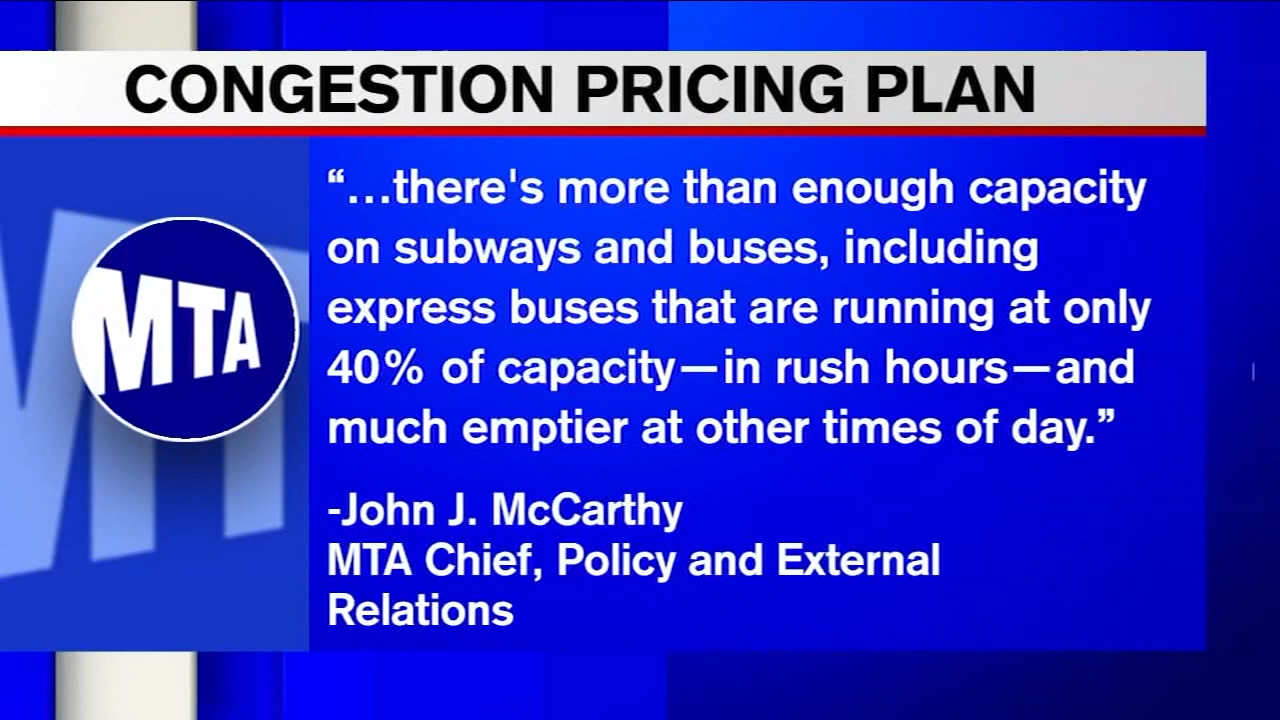 CONGESTION PRICING PLAN
MTA
“...there's more than enough capacity
on subways and buses, including
express buses that are running at only
40% of capacity—in rush hours—and
much emptier at other times of day.”
-John J. McCarthy
MTA Chief, Policy and External
Relations